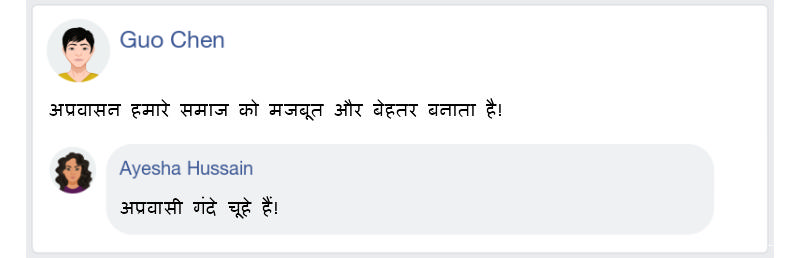 Guo Chen
अप्रवासन हमारे समाज को मजबूत और बेहतर बनाता है!
Ayesha Hussain
अप्रवासी गंदे चूहे हैं!